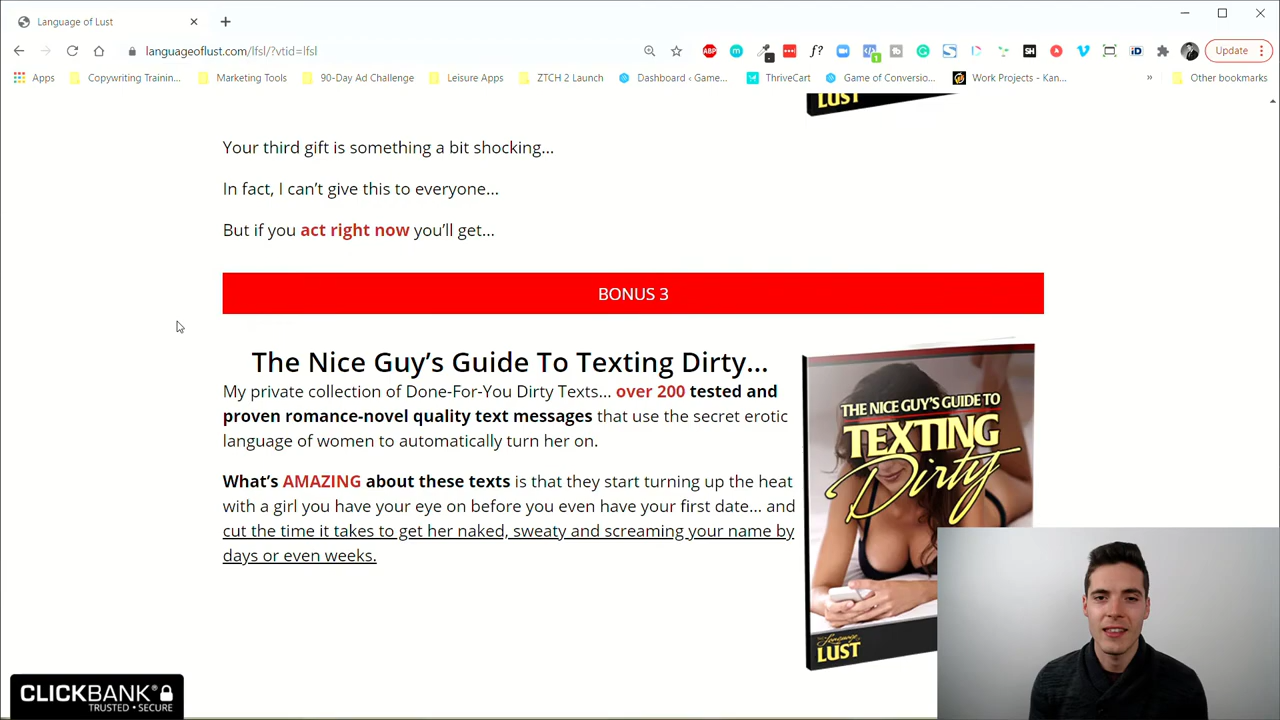 Language of Lust
languageoflust.com/lfsl/?vtid=lfsl
Update
Apps
Copywriting Trainin...
Marketing Tools
90-Day Ad Challenge
Leisure Apps
ZTCH 2 Launch
Dashboard ‹ Game...
ThriveCart
Game of Conversio...
Work Projects - Kan...
»
Other bookmarks
LUST
Your third gift is something a bit shocking...
In fact, I can't give this to everyone...
But if you act right now you'll get...
BONUS 3
The Nice Guy's Guide To Texting Dirty...
My private collection of Done-For-You Dirty Texts... over 200 tested and
proven romance-novel quality text messages that use the secret erotic
language of women to automatically turn her on.
What's AMAZING about these texts is that they start turning up the heat
with a girl you have your eye on before you even have your first date... and
cut the time it takes to get her naked, sweaty and screaming your name by
days or even weeks.
THE NICE GUY'S GUIDE TO
TEXTING
Dirty
Language
LUST
CLICKBANK®
TRUSTED • SECURE